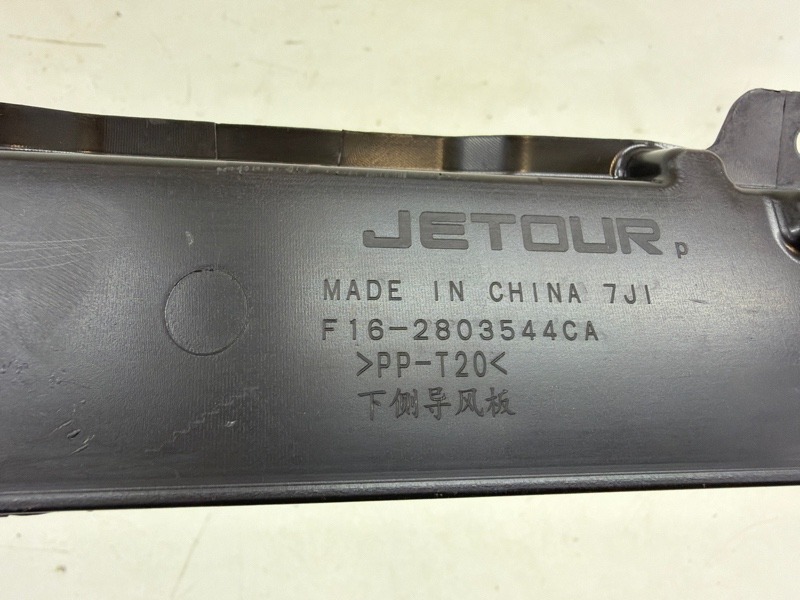 JETOUR P
MADE IN CHINA 7JI
F16-2803544CA
>PP-T20<
下侧导风板